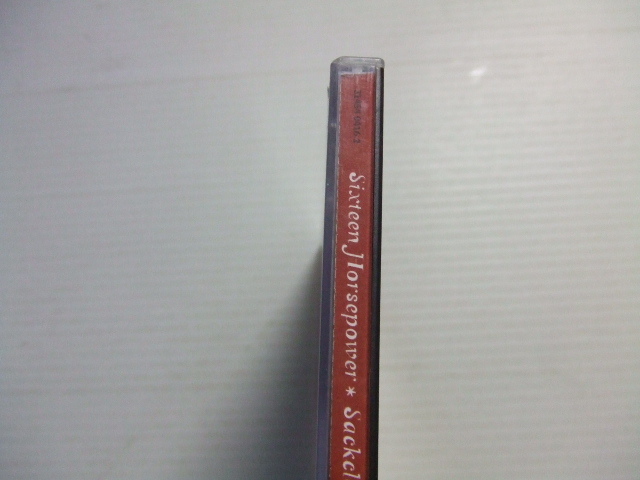 Sixteen Horsepower * Sackcl